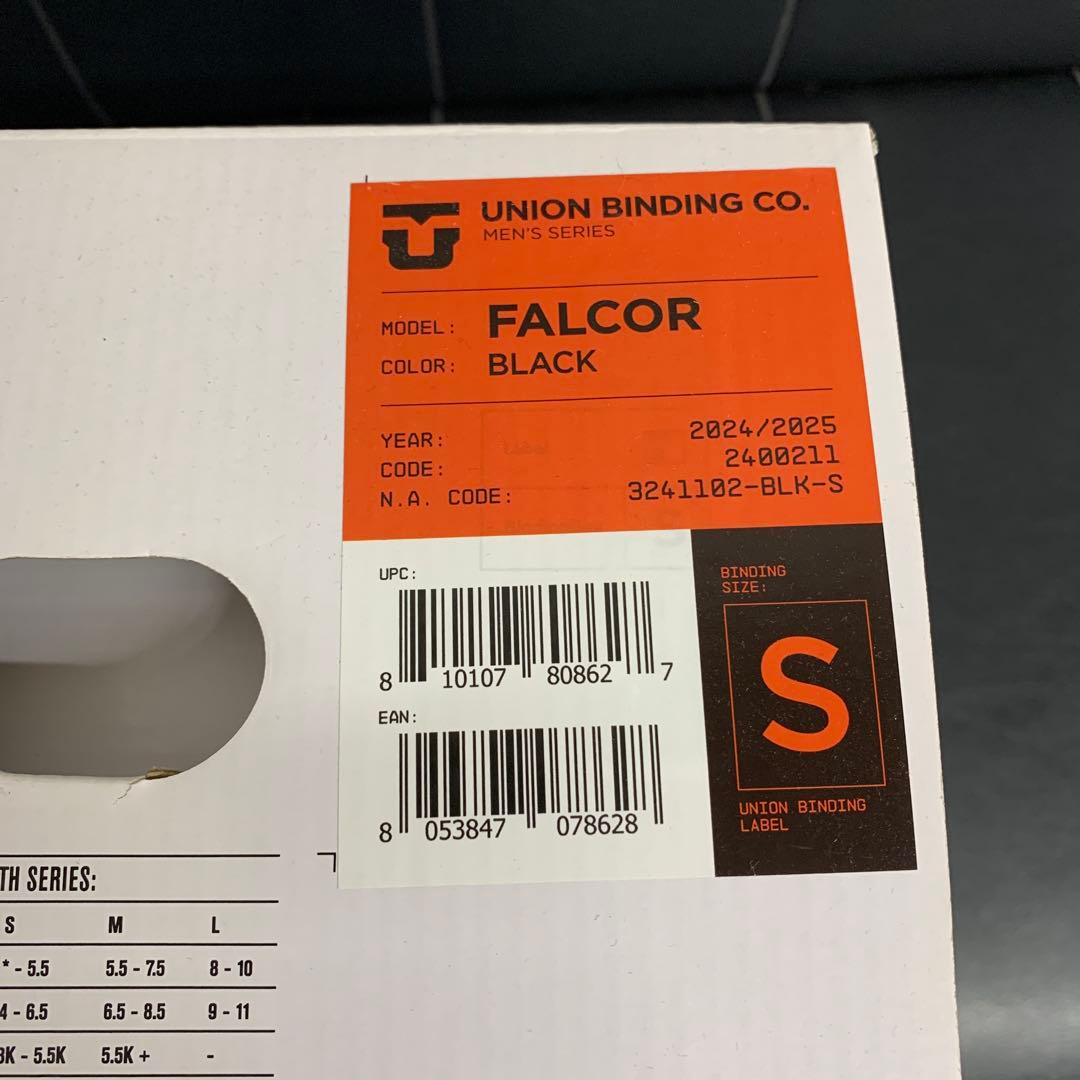 UNION BINDING CO.
MEN'S SERIES
MODEL: FALCOR
COLOR: BLACK
YEAR: 2024/2025
CODE: 2400211
N.A. CODE: 3241102-BLK-S
UPC:
8 10107 80862 7
EAN:
8 053847 078628
BINDING
SIZE:
S
UNION BINDING
LABEL
SERIES:
S M L
* - 5.5 5.5 - 7.5 8 - 10
4 - 6.5 6.5 - 8.5 9 - 11
- 5.5K 5.5K + -